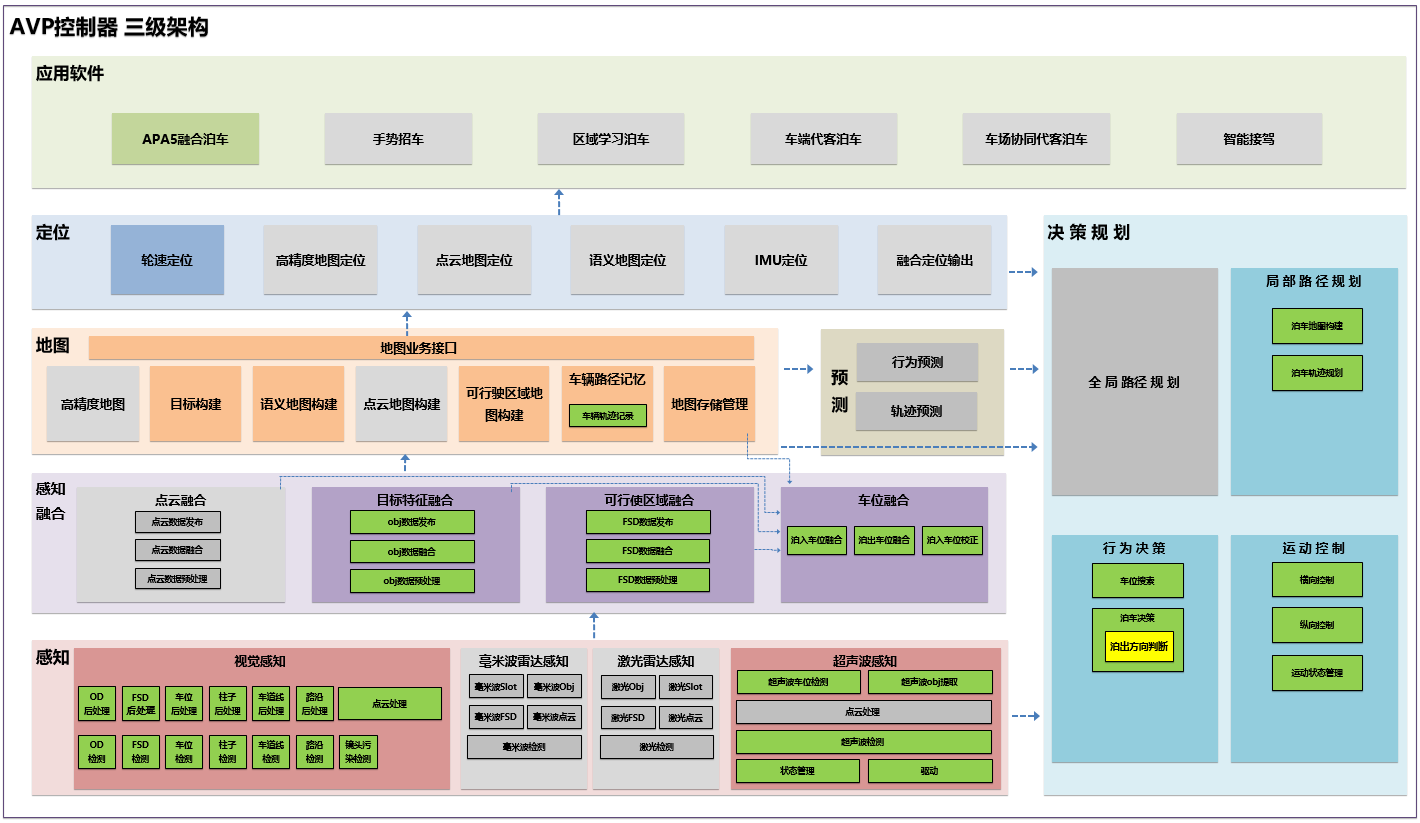 AVP控制器 三级架构
应用软件
APA5融合泊车
手势招车
区域学习泊车
车端代客泊车
车场协同代客泊车
智能接驾
定位
轮速定位
高精度地图定位
点云地图定位
语义地图定位
IMU定位
融合定位输出
决策规划
全局路径规划
局部路径规划
泊车地图构建
泊车轨迹规划
地图
地图业务接口
高精度地图
目标构建
语义地图构建
点云地图构建
可行驶区域地
图构建
车辆路径记忆
车辆轨迹记录
地图存储管理
预
测
行为预测
轨迹预测
感知
融合
点云融合
点云数据发布
点云数据融合
点云数据预处理
目标特征融合
obj数据发布
obj数据融合
obj数据预处理
可行使区域融合
FSD数据发布
FSD数据融合
FSD数据预处理
车位融合
泊入车位融合
泊出车位融合
泊入车位校正
行为决策
车位搜索
泊车决策
泊出方向判断
运动控制
横向控制
纵向控制
运动状态管理
感知
视觉感知
OD
后处理
FSD
后处理
车位
后处理
柱子
后处理
车道线
后处理
路沿
后处理
点云处理
OD
检测
FSD
检测
车位
检测
柱子
检测
车道线
检测
路沿
检测
镜头污
染检测
毫米波雷达感知
毫米波Slot
毫米波Obj
毫米波FSD
毫米波点云
毫米波检测
激光雷达感知
激光Obj
激光Slot
激光FSD
激光点云
激光检测
超声波感知
超声波车位检测
超声波obj提取
点云处理
超声波检测
状态管理
驱动